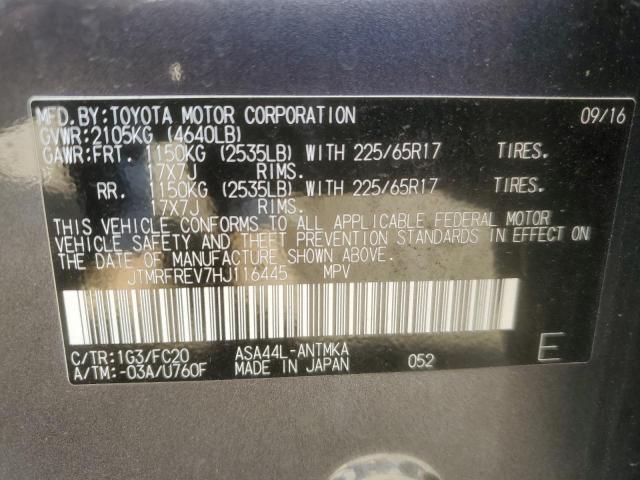 MFD.BY:TOYOTA MOTOR CORPORATION 09/16
GVWR:2105KG (4640LB)
GAWR:FRT. 1150KG (2535LB) WITH 225/65R17 TIRES.
17X7J RIMS.
RR. 1150KG (2535LB) WITH 225/65R17 TIRES.
17X7J RIMS.
THIS VEHICLE CONFORMS TO ALL APPLICABLE FEDERAL MOTOR
VEHICLE SAFETY AND THEFT PREVENTION STANDARDS IN EFFECT ON
THE DATE OF MANUFACTURE SHOWN ABOVE.
JTMRFREV7HJ116445 MPV
C/TR:1G3/FC20 ASA44L-ANTMKA
A/TM:-03A/U760F MADE IN JAPAN 052 E